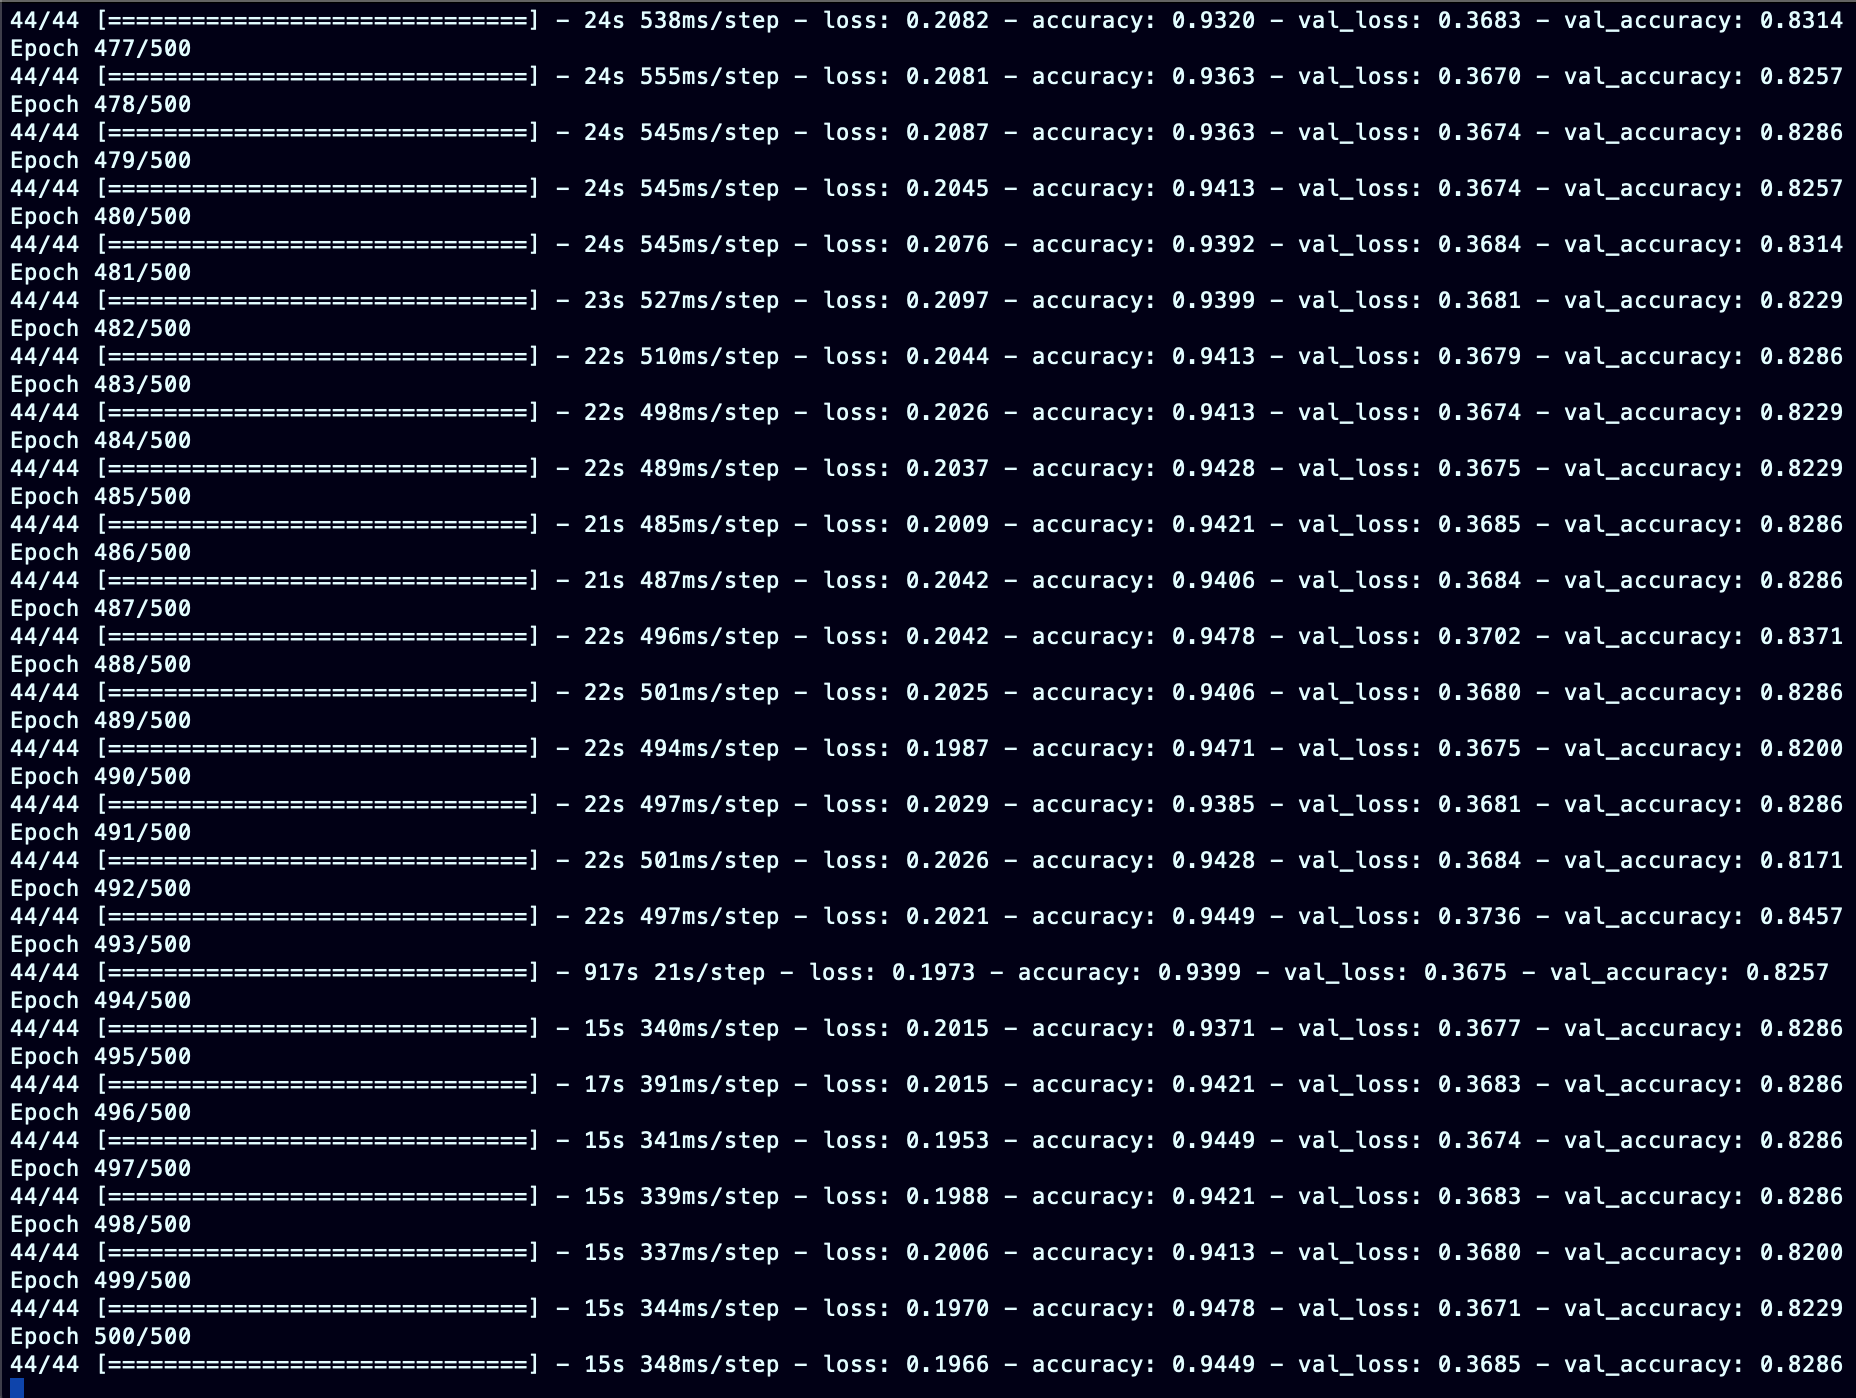 44/44 [==============================] - 24s 538ms/step - loss: 0.2082 - accuracy: 0.9320 - val_loss: 0.3683 - val_accuracy: 0.8314
Epoch 477/500
44/44 [==============================] - 24s 555ms/step - loss: 0.2081 - accuracy: 0.9363 - val_loss: 0.3670 - val_accuracy: 0.8257
Epoch 478/500
44/44 [==============================] - 24s 545ms/step - loss: 0.2087 - accuracy: 0.9363 - val_loss: 0.3674 - val_accuracy: 0.8286
Epoch 479/500
44/44 [==============================] - 24s 545ms/step - loss: 0.2045 - accuracy: 0.9413 - val_loss: 0.3674 - val_accuracy: 0.8257
Epoch 480/500
44/44 [==============================] - 24s 545ms/step - loss: 0.2076 - accuracy: 0.9392 - val_loss: 0.3684 - val_accuracy: 0.8314
Epoch 481/500
44/44 [==============================] - 23s 527ms/step - loss: 0.2097 - accuracy: 0.9399 - val_loss: 0.3681 - val_accuracy: 0.8229
Epoch 482/500
44/44 [==============================] - 22s 510ms/step - loss: 0.2044 - accuracy: 0.9413 - val_loss: 0.3679 - val_accuracy: 0.8286
Epoch 483/500
44/44 [==============================] - 22s 498ms/step - loss: 0.2026 - accuracy: 0.9413 - val_loss: 0.3674 - val_accuracy: 0.8229
Epoch 484/500
44/44 [==============================] - 22s 489ms/step - loss: 0.2037 - accuracy: 0.9428 - val_loss: 0.3675 - val_accuracy: 0.8229
Epoch 485/500
44/44 [==============================] - 21s 485ms/step - loss: 0.2009 - accuracy: 0.9421 - val_loss: 0.3685 - val_accuracy: 0.8286
Epoch 486/500
44/44 [==============================] - 21s 487ms/step - loss: 0.2042 - accuracy: 0.9406 - val_loss: 0.3684 - val_accuracy: 0.8286
Epoch 487/500
44/44 [==============================] - 22s 496ms/step - loss: 0.2042 - accuracy: 0.9478 - val_loss: 0.3702 - val_accuracy: 0.8371
Epoch 488/500
44/44 [==============================] - 22s 501ms/step - loss: 0.2025 - accuracy: 0.9406 - val_loss: 0.3680 - val_accuracy: 0.8286
Epoch 489/500
44/44 [==============================] - 22s 494ms/step - loss: 0.1987 - accuracy: 0.9471 - val_loss: 0.3675 - val_accuracy: 0.8200
Epoch 490/500
44/44 [==============================] - 22s 497ms/step - loss: 0.2029 - accuracy: 0.9385 - val_loss: 0.3681 - val_accuracy: 0.8286
Epoch 491/500
44/44 [==============================] - 22s 501ms/step - loss: 0.2026 - accuracy: 0.9428 - val_loss: 0.3684 - val_accuracy: 0.8171
Epoch 492/500
44/44 [==============================] - 22s 497ms/step - loss: 0.2021 - accuracy: 0.9449 - val_loss: 0.3736 - val_accuracy: 0.8457
Epoch 493/500
44/44 [==============================] - 917s 21s/step - loss: 0.1973 - accuracy: 0.9399 - val_loss: 0.3675 - val_accuracy: 0.8257
Epoch 494/500
44/44 [==============================] - 15s 340ms/step - loss: 0.2015 - accuracy: 0.9371 - val_loss: 0.3677 - val_accuracy: 0.8286
Epoch 495/500
44/44 [==============================] - 17s 391ms/step - loss: 0.2015 - accuracy: 0.9421 - val_loss: 0.3683 - val_accuracy: 0.8286
Epoch 496/500
44/44 [==============================] - 15s 341ms/step - loss: 0.1953 - accuracy: 0.9449 - val_loss: 0.3674 - val_accuracy: 0.8286
Epoch 497/500
44/44 [==============================] - 15s 339ms/step - loss: 0.1988 - accuracy: 0.9421 - val_loss: 0.3683 - val_accuracy: 0.8286
Epoch 498/500
44/44 [==============================] - 15s 337ms/step - loss: 0.2006 - accuracy: 0.9413 - val_loss: 0.3680 - val_accuracy: 0.8200
Epoch 499/500
44/44 [==============================] - 15s 344ms/step - loss: 0.1970 - accuracy: 0.9478 - val_loss: 0.3671 - val_accuracy: 0.8229
Epoch 500/500
44/44 [==============================] - 15s 348ms/step - loss: 0.1966 - accuracy: 0.9449 - val_loss: 0.3685 - val_accuracy: 0.8286